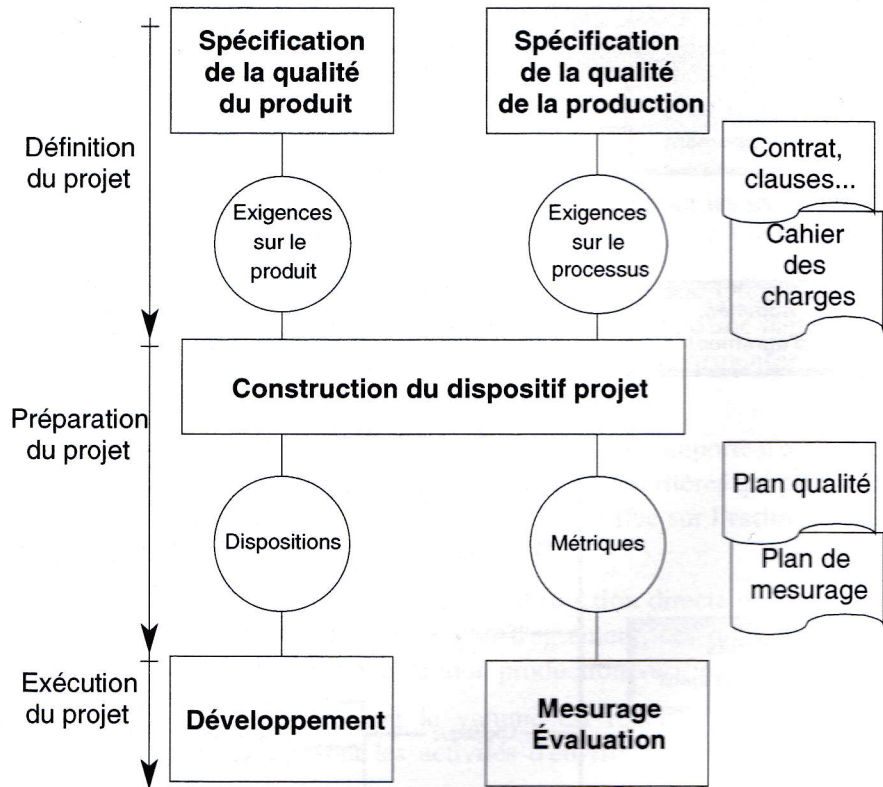 Spécification
de la qualité
du produit
Spécification
de la qualité
de la production
Définition
du projet
Exigences
sur le
produit
Exigences
sur le
processus
Contrat,
clauses...
Cahier
des
charges
Construction du dispositif projet
Préparation
du projet
Dispositions
Métriques
Plan qualité
Plan de
mesurage
Exécution
du projet
Développement
Mesurage
Évaluation